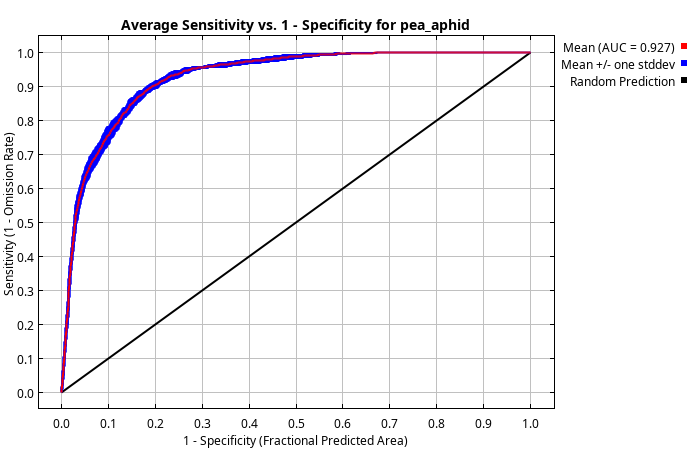 Average Sensitivity vs. 1 - Specificity for pea_aphid
Mean (AUC = 0.927)
Mean +/- one stddev
Random Prediction
Sensitivity (1 - Omission Rate)
1.0
0.9
0.8
0.7
0.6
0.5
0.4
0.3
0.2
0.1
0.0
0.0 0.1 0.2 0.3 0.4 0.5 0.6 0.7 0.8 0.9 1.0
1 - Specificity (Fractional Predicted Area)